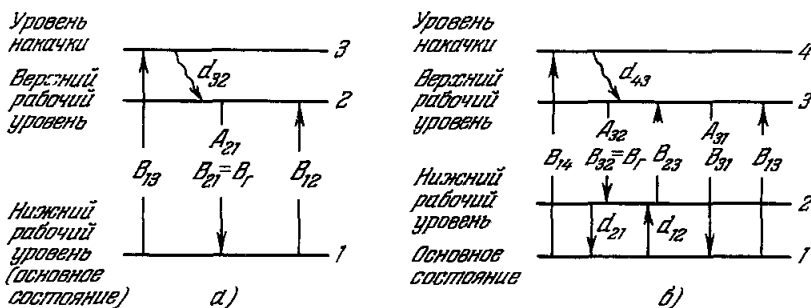 Уровень
накачки
3
Верхний
рабочий
уровень
d32
2
A21
B13
B21=Bг
B12
Нижний
рабочий
уровень
(основное
состояние)
1
а)
Уровень
накачки
4
Верхний
рабочий
уровень
d43
3
A32
A31
B14
B32=Bг
B23
B31
B13
Нижний
рабочий
уровень
2
d21
d12
Основное
состояние
1
б)